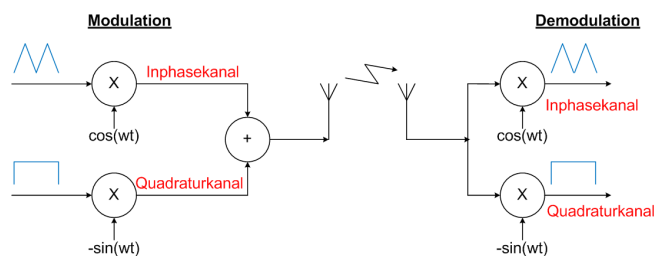 Modulation
X
Inphasekanal
cos(wt)
+
X
Quadraturkanal
-sin(wt)
Demodulation
X
Inphasekanal
cos(wt)
X
Quadraturkanal
-sin(wt)